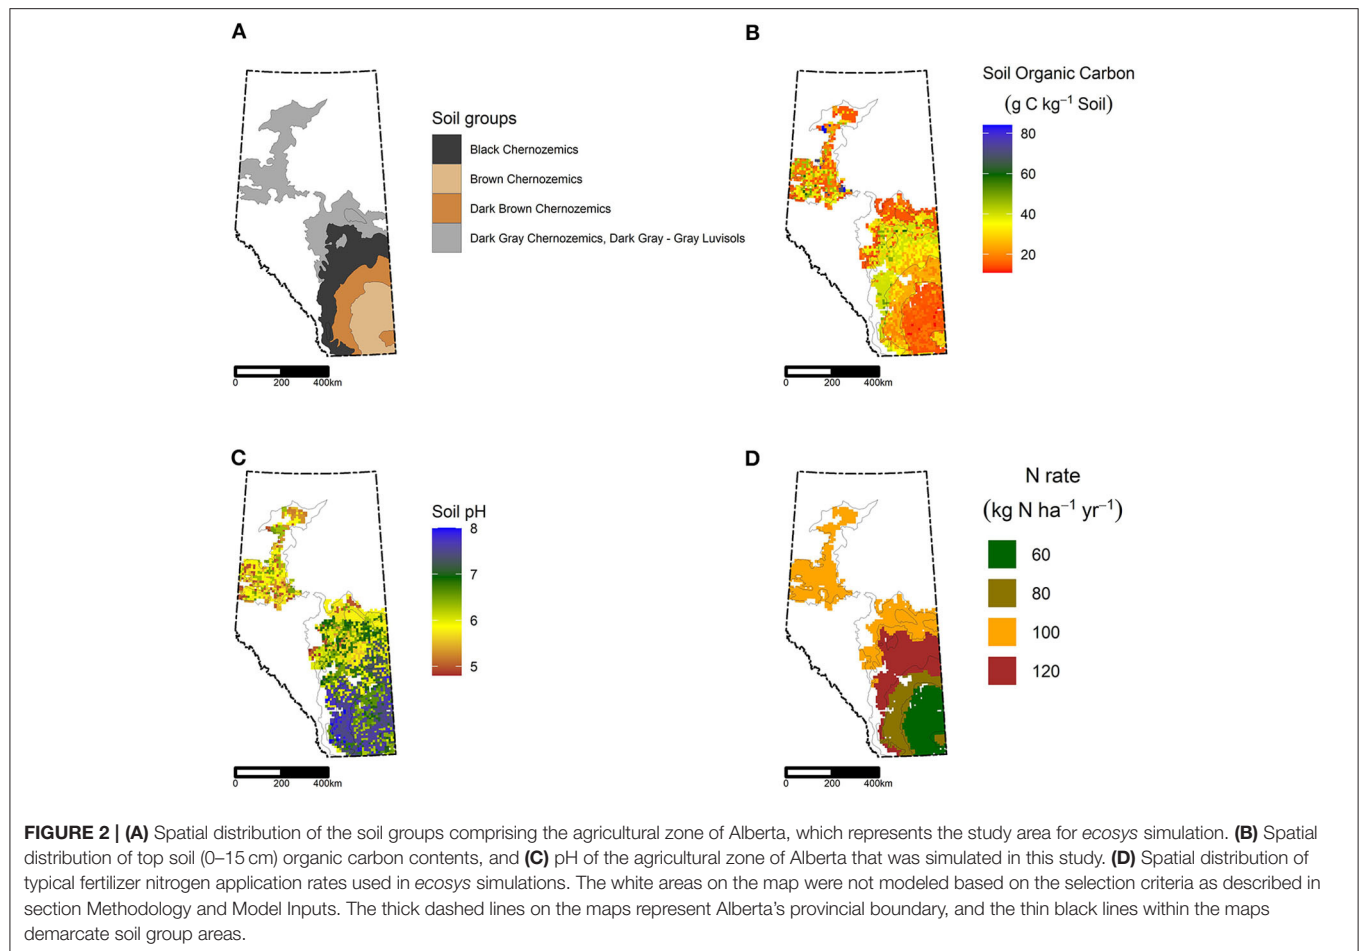 A
Soil groups
Black Chernozemics
Brown Chernozemics
Dark Brown Chernozemics
Dark Gray Chernozemics, Dark Gray - Gray Luvisols
0 200 400km
B
Soil Organic Carbon
(g C kg⁻¹ Soil)
80
60
40
20
0 200 400km
C
Soil pH
8
7
6
5
0 200 400km
D
N rate
(kg N ha⁻¹ yr⁻¹)
60
80
100
120
0 200 400km
FIGURE 2 | (A) Spatial distribution of the soil groups comprising the agricultural zone of Alberta, which represents the study area for ecosys simulation. (B) Spatial
distribution of top soil (0–15 cm) organic carbon contents, and (C) pH of the agricultural zone of Alberta that was simulated in this study. (D) Spatial distribution of
typical fertilizer nitrogen application rates used in ecosys simulations. The white areas on the map were not modeled based on the selection criteria as described in
section Methodology and Model Inputs. The thick dashed lines on the maps represent Alberta's provincial boundary, and the thin black lines within the maps
demarcate soil group areas.